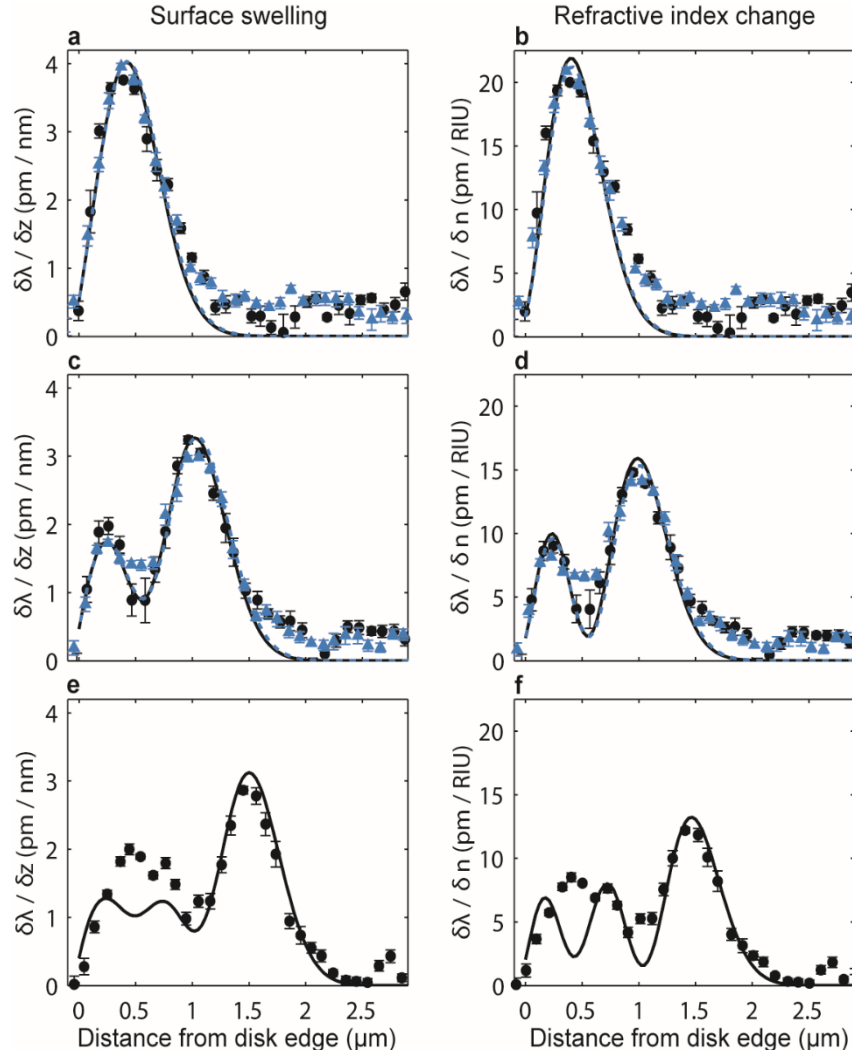 Surface swelling
Refractive index change
a
4
3
2
1
0
δλ / δz (pm / nm)
b
20
15
10
5
0
δλ / δ n (pm / RIU)
c
4
3
2
1
0
δλ / δz (pm / nm)
d
20
15
10
5
0
δλ / δ n (pm / RIU)
e
4
3
2
1
0
δλ / δz (pm / nm)
0 0.5 1 1.5 2 2.5
Distance from disk edge (μm)
f
20
15
10
5
0
δλ / δ n (pm / RIU)
0 0.5 1 1.5 2 2.5
Distance from disk edge (μm)